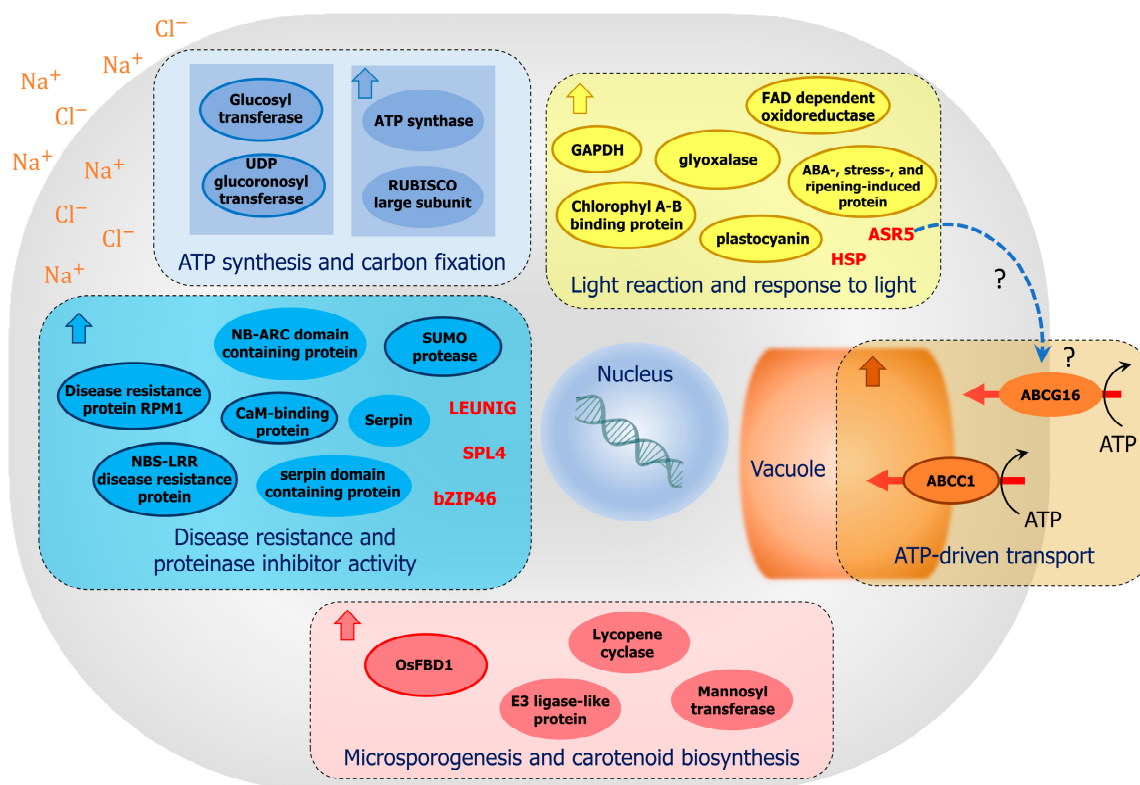 Cl⁻
Na⁺
Na⁺
Cl⁻
Na⁺
Na⁺
Cl⁻
Cl⁻
Na⁺
Glucosyl
transferase
UDP
glucoronosyl
transferase
ATP synthase
RUBISCO
large subunit
ATP synthesis and carbon fixation
FAD dependent
oxidoreductase
GAPDH
glyoxalase
ABA-, stress-, and
ripening-induced
protein
Chlorophyl A-B
binding protein
plastocyanin
ASR5
HSP
Light reaction and response to light
?
NB-ARC domain
containing protein
SUMO
protease
Disease resistance
protein RPM1
CaM-binding
protein
Serpin
LEUNIG
NBS-LRR
disease resistance
protein
serpin domain
containing protein
SPL4
bZIP46
Disease resistance and
proteinase inhibitor activity
Nucleus
Vacuole
?
ABCG16
ATP
ABCC1
ATP
ATP-driven transport
OsFBD1
Lycopene
cyclase
E3 ligase-like
protein
Mannosyl
transferase
Microsporogenesis and carotenoid biosynthesis